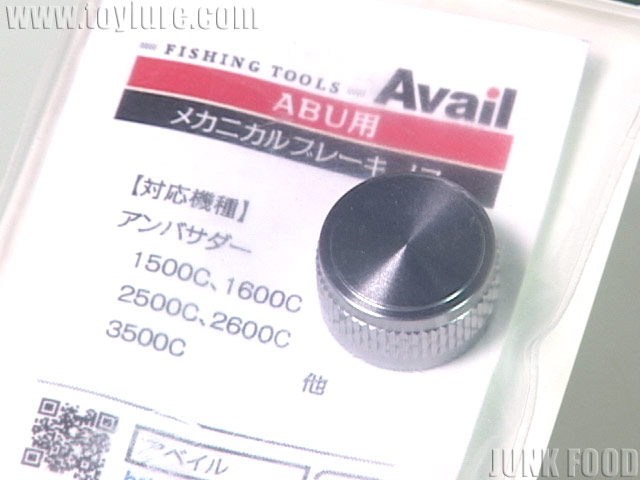 www.toylure.com
FISHING TOOLS Avail
ABU用
メカニカルブレーキ
【対応機種】
アンバサダー
1500C、1600C
2500C、2600C
3500C
他
アベイル
JUNK FOOD